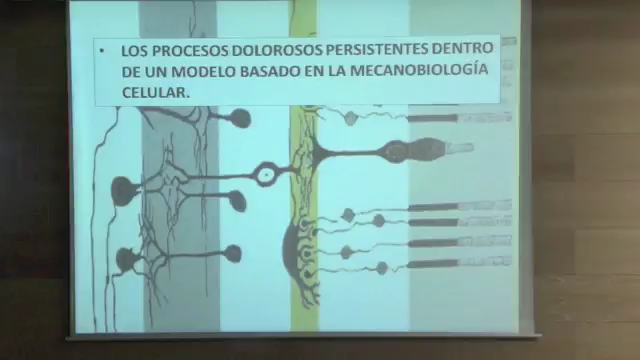 • LOS PROCESOS DOLOROSOS PERSISTENTES DENTRO
DE UN MODELO BASADO EN LA MECANOBIOLOGÍA
CELULAR.